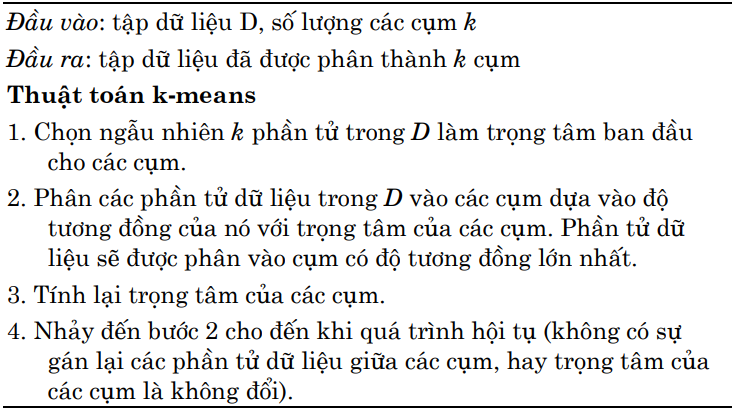 Đầu vào: tập dữ liệu D, số lượng các cụm k
Đầu ra: tập dữ liệu đã được phân thành k cụm
Thuật toán k-means
1. Chọn ngẫu nhiên k phần tử trong D làm trọng tâm ban đầu
cho các cụm.
2. Phân các phần tử dữ liệu trong D vào các cụm dựa vào độ
tương đồng của nó với trọng tâm của các cụm. Phần tử dữ
liệu sẽ được phân vào cụm có độ tương đồng lớn nhất.
3. Tính lại trọng tâm của các cụm.
4. Nhảy đến bước 2 cho đến khi quá trình hội tụ (không có sự
gán lại các phần tử dữ liệu giữa các cụm, hay trọng tâm của
các cụm là không đổi).